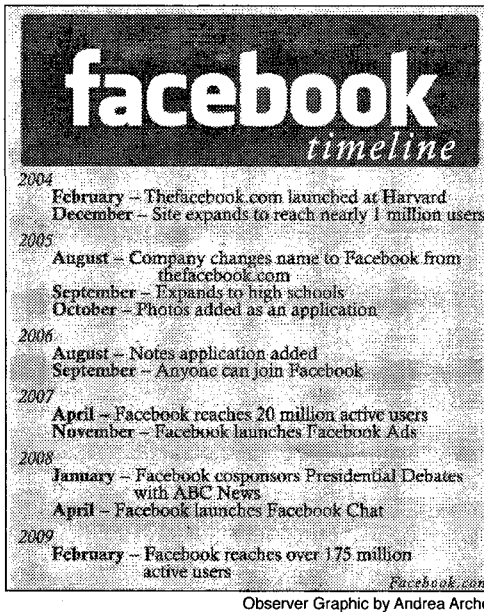 facebook
timeline
2004
February – Thefacebook.com launched at Harvard
December – Site expands to reach nearly 1 million users
2005
August – Company changes name to Facebook from
thefacebook.com
September – Expands to high schools
October – Photos added as an application
2006
August – Notes application added
September – Anyone can join Facebook
2007
April – Facebook reaches 20 million active users
November – Facebook launches Facebook Ads
2008
January – Facebook cosponsors Presidential Debates
with ABC News
April – Facebook launches Facebook Chat
2009
February – Facebook reaches over 175 million
active users
Facebook.com
Observer Graphic by Andrea Arch